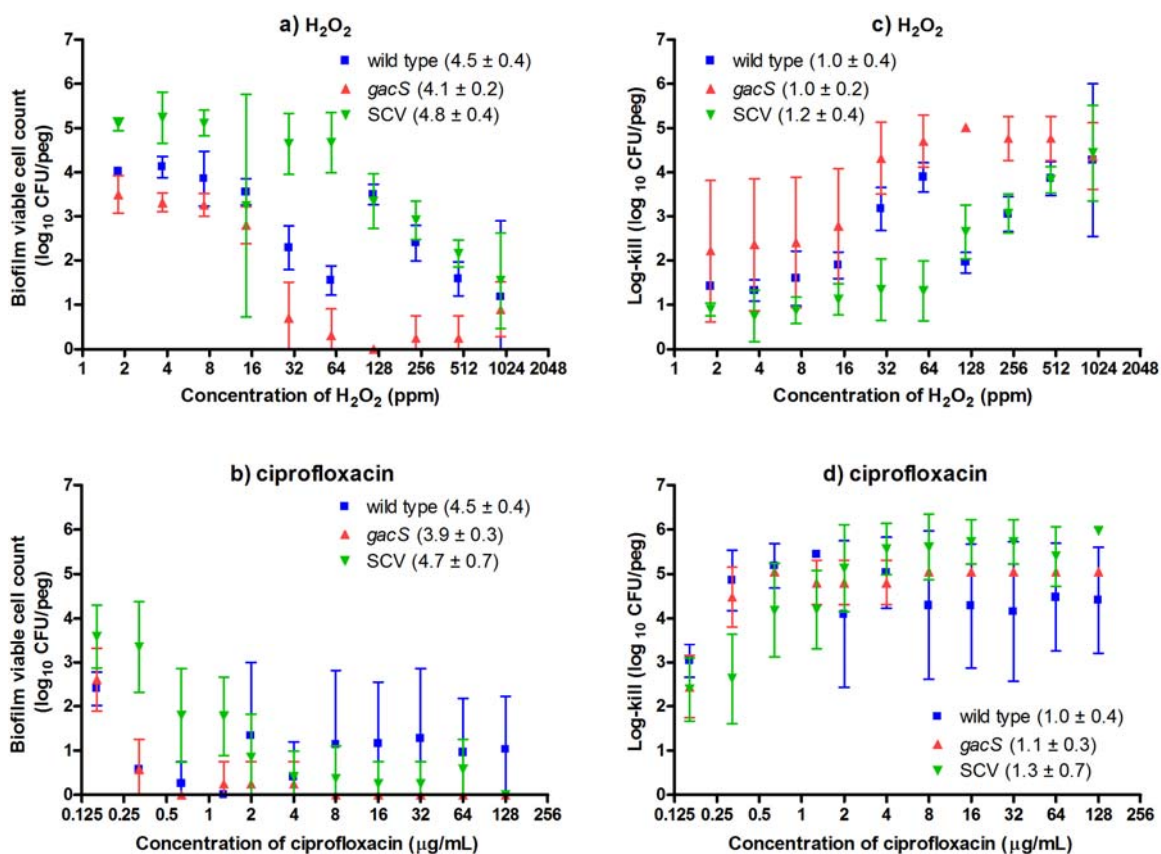 a) H₂O₂
Biofilm viable cell count
(log₁₀ CFU/peg)
7
6
5
4
3
2
1
0
wild type (4.5 ± 0.4)
gacS (4.1 ± 0.2)
SCV (4.8 ± 0.4)
1 2 4 8 16 32 64 128 256 512 1024 2048
Concentration of H₂O₂ (ppm)
c) H₂O₂
Log-kill (log ₁₀ CFU/peg)
7
6
5
4
3
2
1
0
wild type (1.0 ± 0.4)
gacS (1.0 ± 0.2)
SCV (1.2 ± 0.4)
1 2 4 8 16 32 64 128 256 512 1024 2048
Concentration of H₂O₂ (ppm)
b) ciprofloxacin
Biofilm viable cell count
(log₁₀ CFU/peg)
7
6
5
4
3
2
1
0
wild type (4.5 ± 0.4)
gacS (3.9 ± 0.3)
SCV (4.7 ± 0.7)
0.125 0.25 0.5 1 2 4 8 16 32 64 128 256
Concentration of ciprofloxacin (µg/mL)
d) ciprofloxacin
Log-kill (log ₁₀ CFU/peg)
7
6
5
4
3
2
1
0
wild type (1.0 ± 0.4)
gacS (1.1 ± 0.3)
SCV (1.3 ± 0.7)
0.125 0.25 0.5 1 2 4 8 16 32 64 128 256
Concentration of ciprofloxacin (µg/mL)